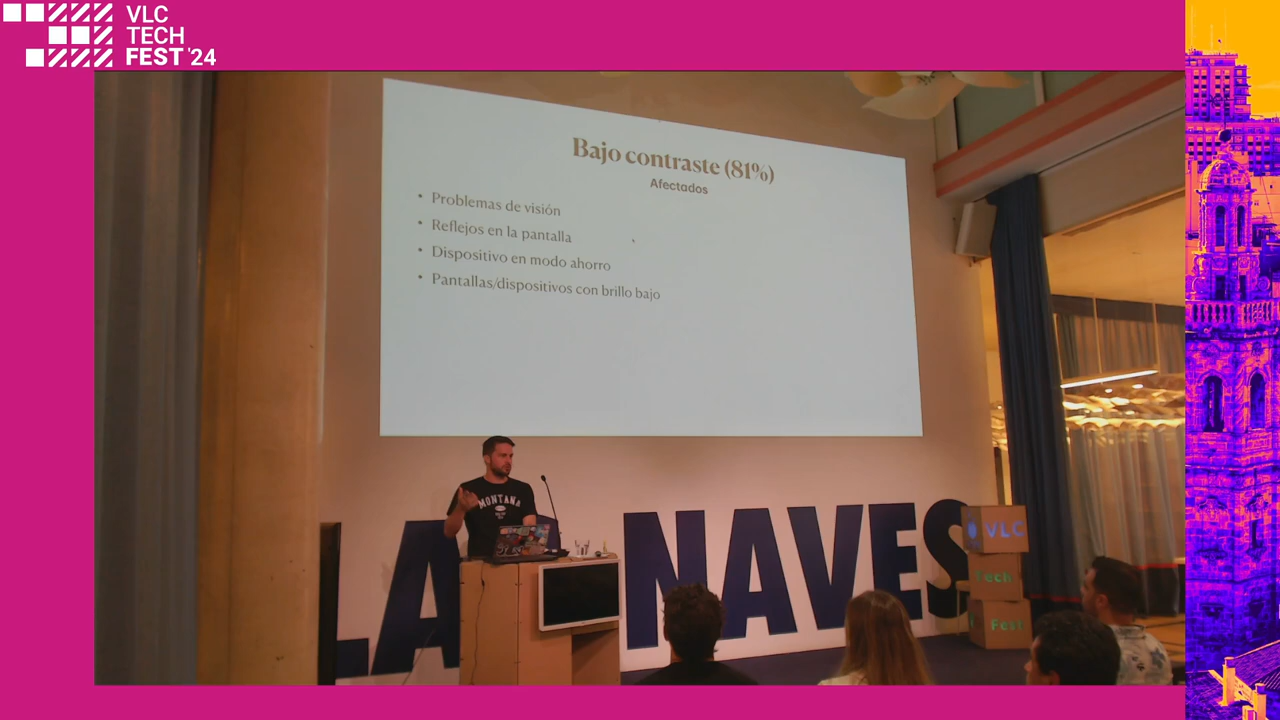 VLC
TECH
FEST '24
Bajo contraste (81%)
Afectados
• Problemas de visión
• Reflejos en la pantalla
• Dispositivo en modo ahorro
• Pantallas/dispositivos con brillo bajo
MONTANA
LA NAVES
VLC
Tech
Fest